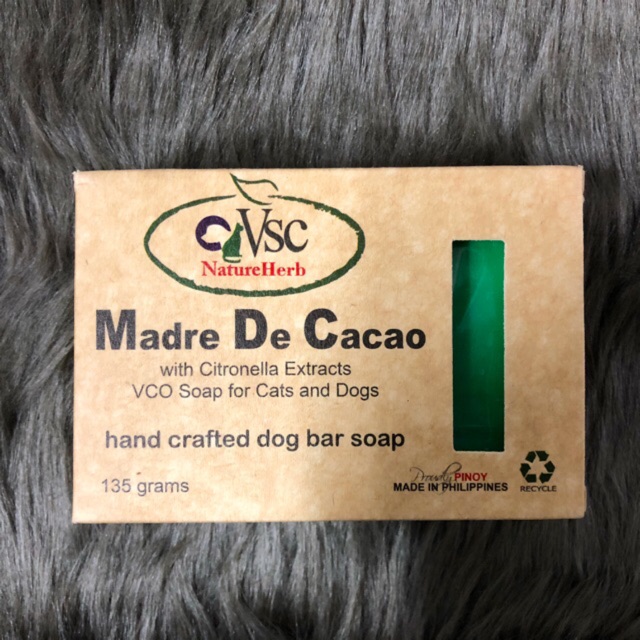 Vsc
NatureHerb
Madre De Cacao
with Citronella Extracts
VCO Soap for Cats and Dogs
hand crafted dog bar soap
135 grams
Proudly PINOY
MADE IN PHILIPPINES
RECYCLE